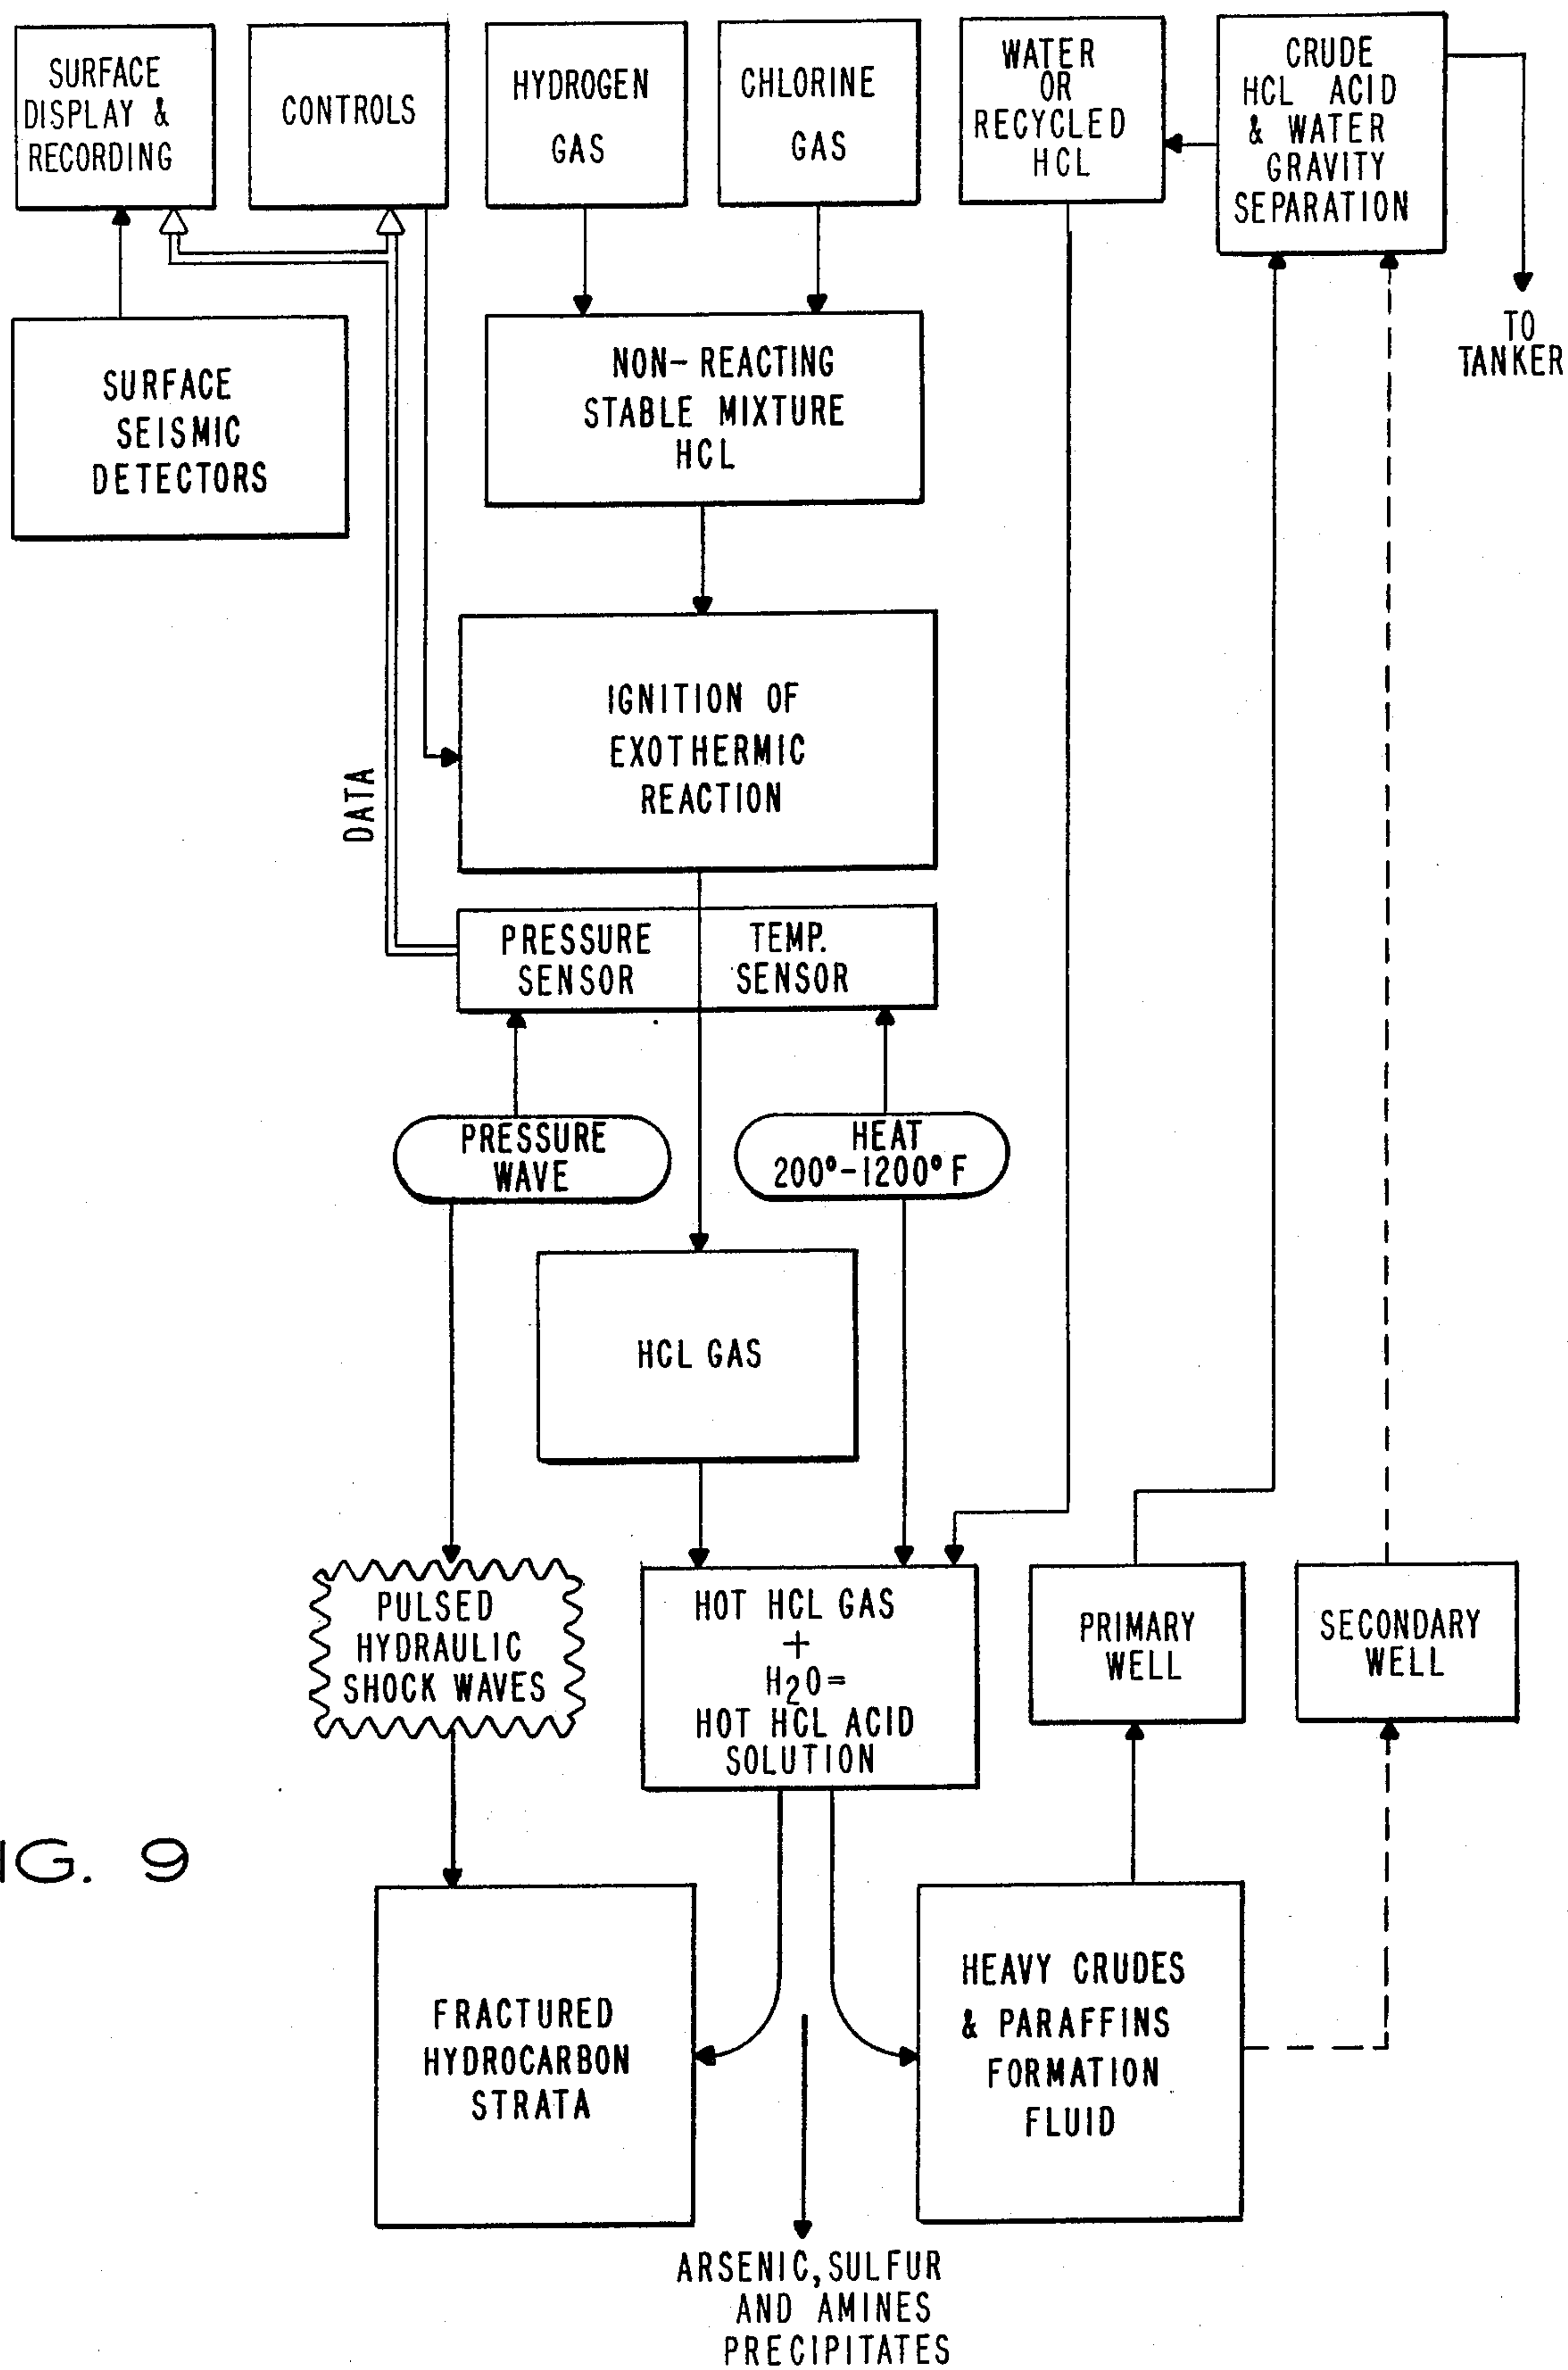 SURFACE
DISPLAY &
RECORDING
CONTROLS
HYDROGEN
GAS
CHLORINE
GAS
WATER
OR
RECYCLED
HCL
CRUDE
HCL ACID
& WATER
GRAVITY
SEPARATION
TO
TANKER
SURFACE
SEISMIC
DETECTORS
NON-REACTING
STABLE MIXTURE
HCL
IGNITION OF
EXOTHERMIC
REACTION
DATA
PRESSURE
SENSOR
TEMP.
SENSOR
PRESSURE
WAVE
HEAT
200°-1200° F
HCL GAS
PULSED
HYDRAULIC
SHOCK WAVES
HOT HCL GAS
+
H2O=
HOT HCL ACID
SOLUTION
PRIMARY
WELL
SECONDARY
WELL
IG. 9
FRACTURED
HYDROCARBON
STRATA
HEAVY CRUDES
& PARAFFINS
FORMATION
FLUID
ARSENIC, SULFUR
AND AMINES
PRECIPITATES